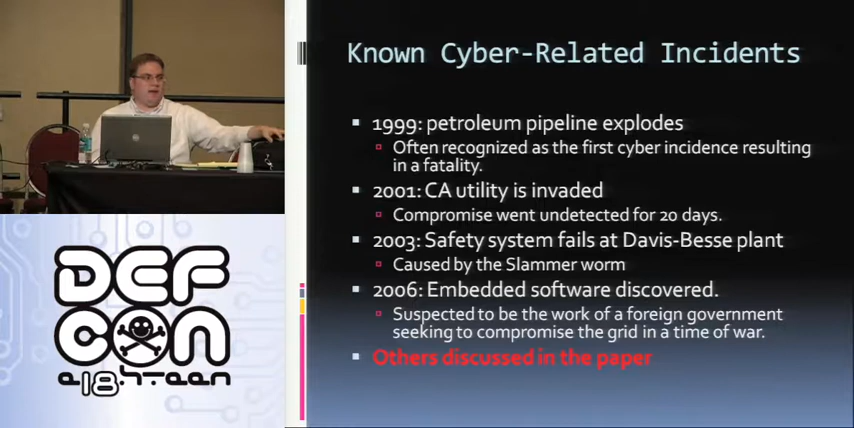 Known Cyber-Related Incidents
1999: petroleum pipeline explodes
Often recognized as the first cyber incidence resulting
in a fatality.
2001: CA utility is invaded
Compromise went undetected for 20 days.
2003: Safety system fails at Davis-Besse plant
Caused by the Slammer worm
2006: Embedded software discovered.
Suspected to be the work of a foreign government
seeking to compromise the grid in a time of war.
Others discussed in the paper
DEF
CON
e18h-teen